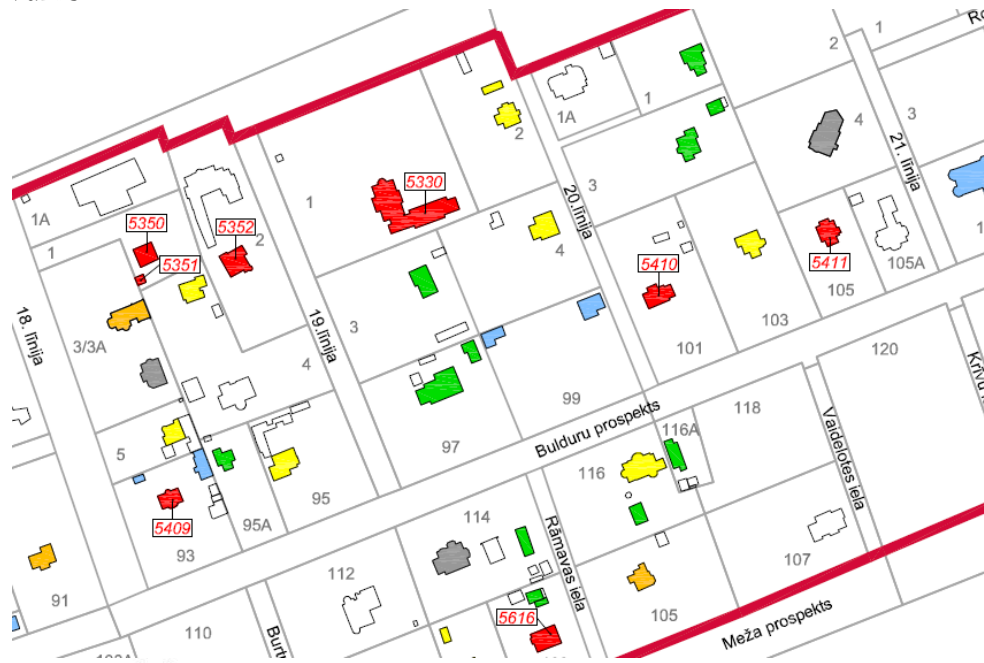 1
Ro
2
1A
1
2
4
3
1A
1
5350
5352
2
5351
1
5330
3
20.līnija
4
21. līnija
5410
5411
105A
105
1
18. līnija
3/3A
19.līnija
3
4
101
103
120
99
Bulduru prospekts
118
116A
Vaidelotes iela
5
97
116
95
5409
95A
93
114
Rāmavas iela
107
91
112
105
Meža prospekts
110
5616